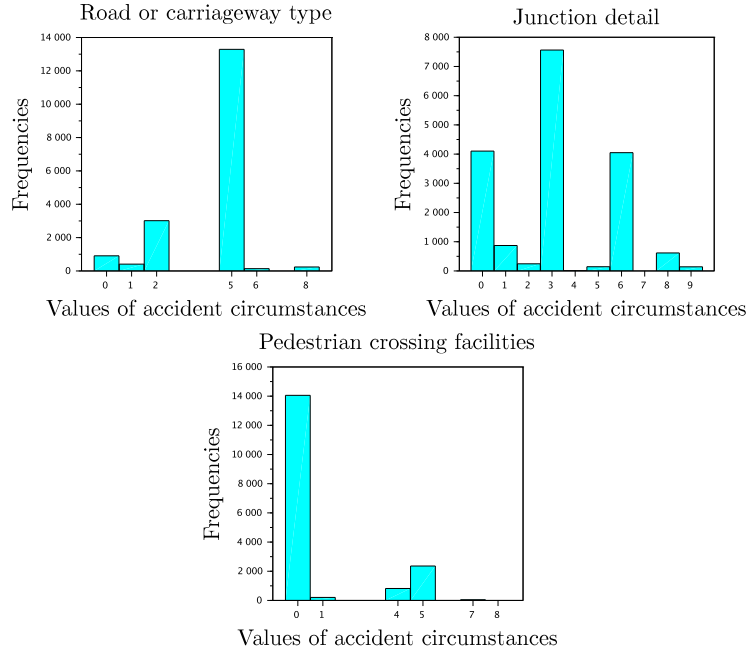 Road or carriageway type
14 000
12 000
10 000
8 000
6 000
4 000
2 000
0
Frequencies
0 1 2 5 6 8
Values of accident circumstances
Junction detail
8 000
7 000
6 000
5 000
4 000
3 000
2 000
1 000
0
Frequencies
0 1 2 3 4 5 6 7 8 9
Values of accident circumstances
Pedestrian crossing facilities
16 000
14 000
12 000
10 000
8 000
6 000
4 000
2 000
0
Frequencies
0 1 4 5 7 8
Values of accident circumstances